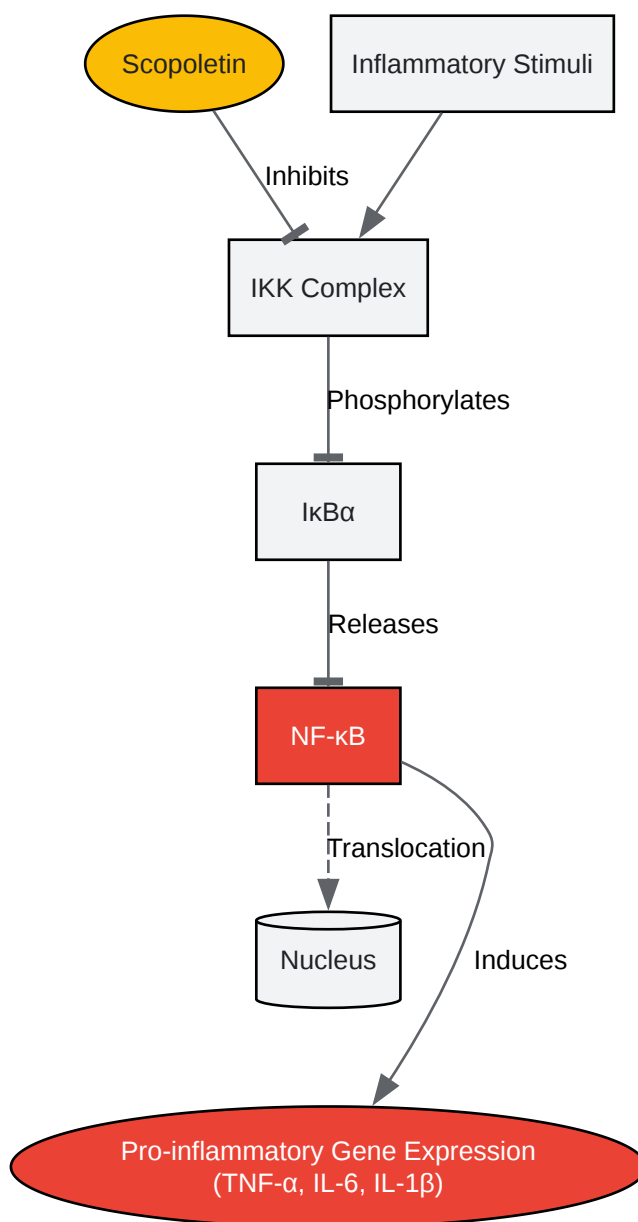 Scopoletin
Inflammatory Stimuli
Inhibits
IKK Complex
Phosphorylates
IκBα
Releases
NF-κB
Translocation
Nucleus
Induces
Pro-inflammatory Gene Expression
(TNF-α, IL-6, IL-1β)